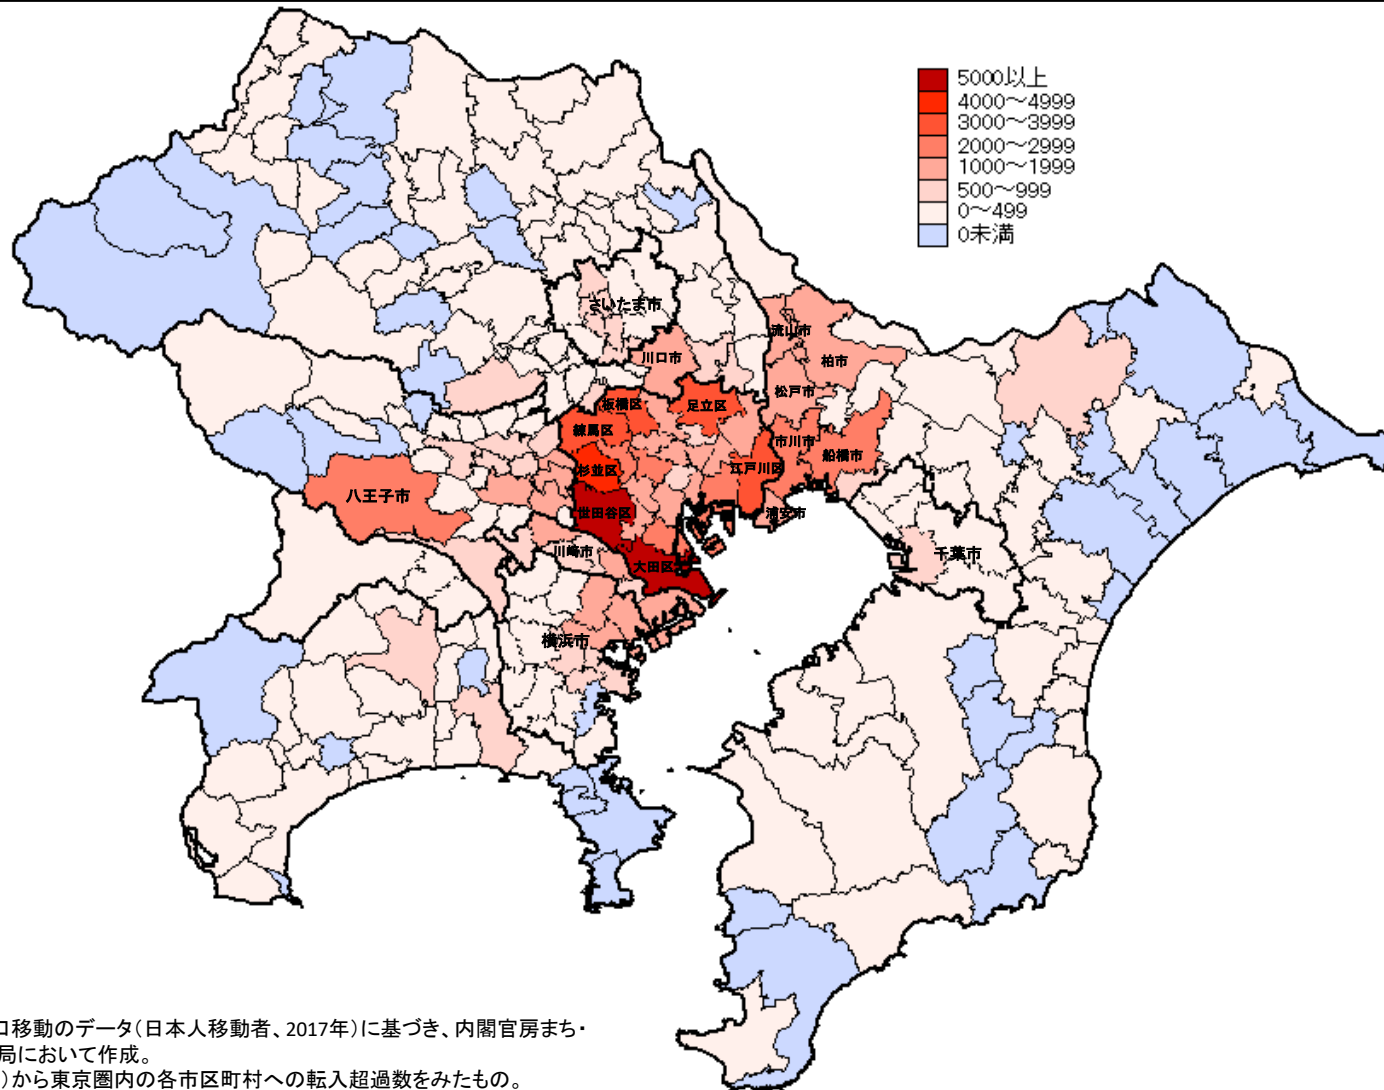 5000以上
4000～4999
3000～3999
2000～2999
1000～1999
500～999
0～499
0未満
さいたま市
流山市
川口市
柏市
松戸市
板橋区
足立区
練馬区
市川市
船橋市
杉並区
江戸川区
八王子市
世田谷区
浦安市
川崎市
千葉市
大田区
横浜市
口移動のデータ(日本人移動者、2017年)に基づき、内閣官房まち・
局において作成。
)から東京圏内の各市区町村への転入超過数をみたもの。